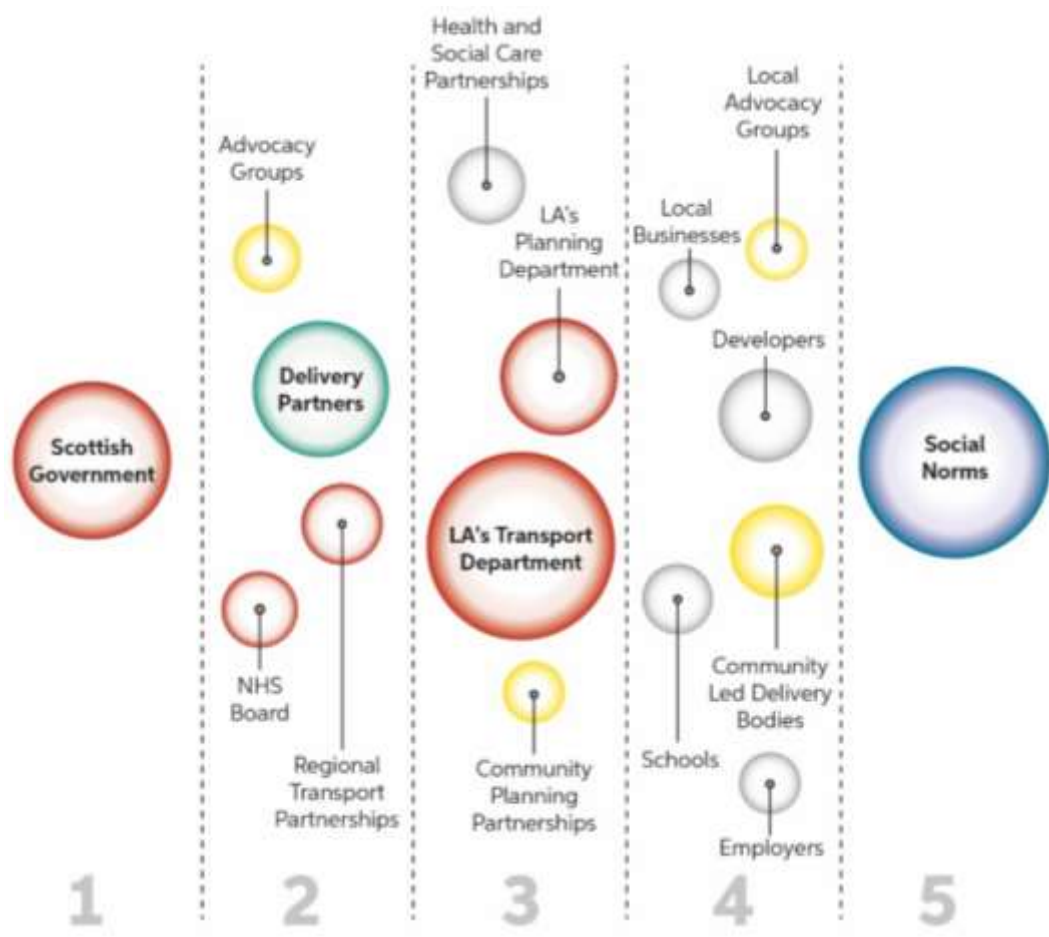 Scottish
Government
1
Advocacy
Groups
Delivery
Partners
NHS
Board
Regional
Transport
Partnerships
2
Health and
Social Care
Partnerships
LA's
Planning
Department
LA's Transport
Department
Community
Planning
Partnerships
3
Local
Advocacy
Groups
Local
Businesses
Developers
Community
Led Delivery
Bodies
Schools
Employers
4
Social
Norms
5